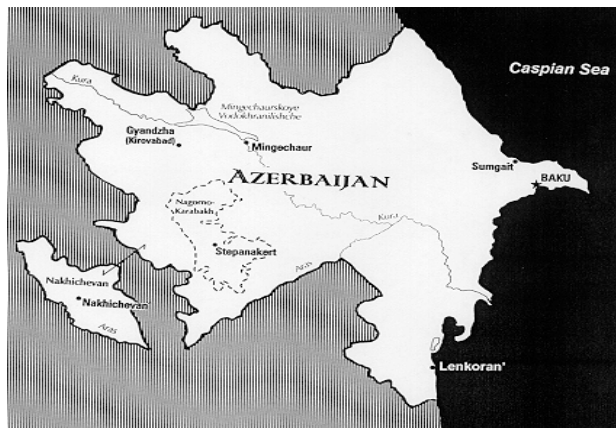 Caspian Sea
Kura
Mingechaurskoye
Vodokhranilishche
Gyandzha
(Kirovabad)
Mingechaur
Sumgait
BAKU
AZERBAIJAN
Nagorno-
Karabakh
Kura
Stepanakert
Aras
Nakhichevan
Nakhichevan'
Aras
Lenkoran'